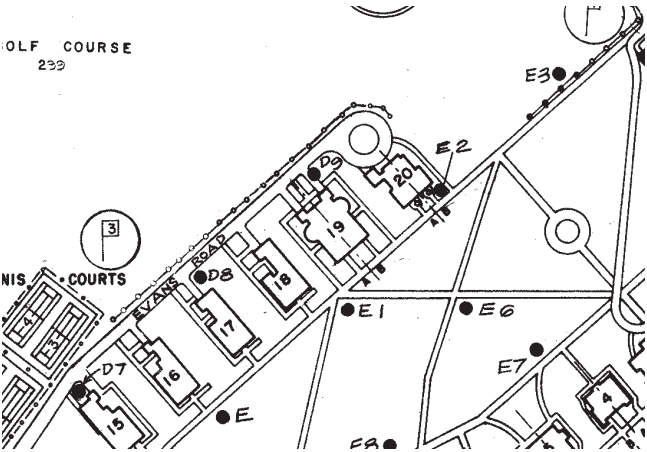 OLF COURSE
233
E3
E2
D9
20
A B
19
3
EVANS ROAD
A B
NIS COURTS
D8
18
4
3
17
E1
E6
D7
16
E7
15
E
4
E8